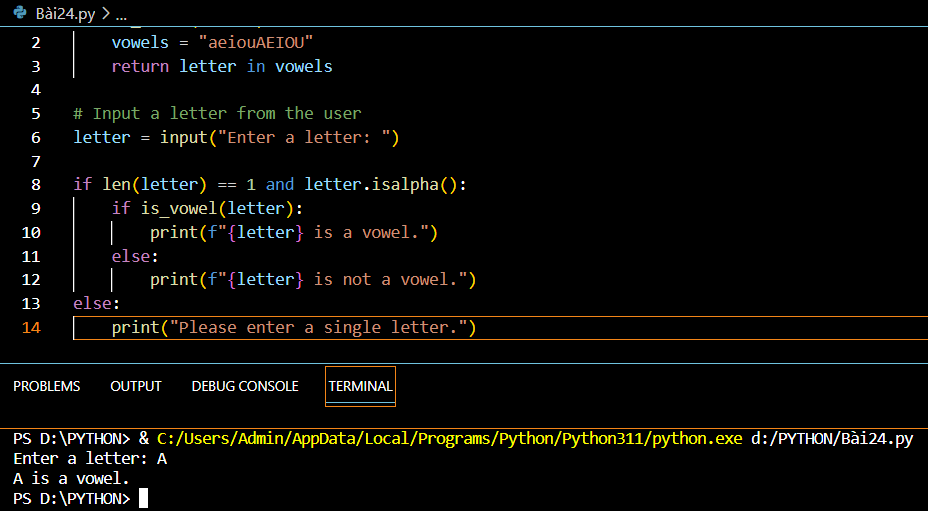 Bài24.py > ...
2 vowels = "aeiouAEIOU"
3 return letter in vowels
4
5 # Input a letter from the user
6 letter = input("Enter a letter: ")
7
8 if len(letter) == 1 and letter.isalpha():
9 if is_vowel(letter):
10 print(f"{letter} is a vowel.")
11 else:
12 print(f"{letter} is not a vowel.")
13 else:
14 print("Please enter a single letter.")
PROBLEMS OUTPUT DEBUG CONSOLE TERMINAL
PS D:\PYTHON> & C:/Users/Admin/AppData/Local/Programs/Python/Python311/python.exe d:/PYTHON/Bài24.py
Enter a letter: A
A is a vowel.
PS D:\PYTHON>